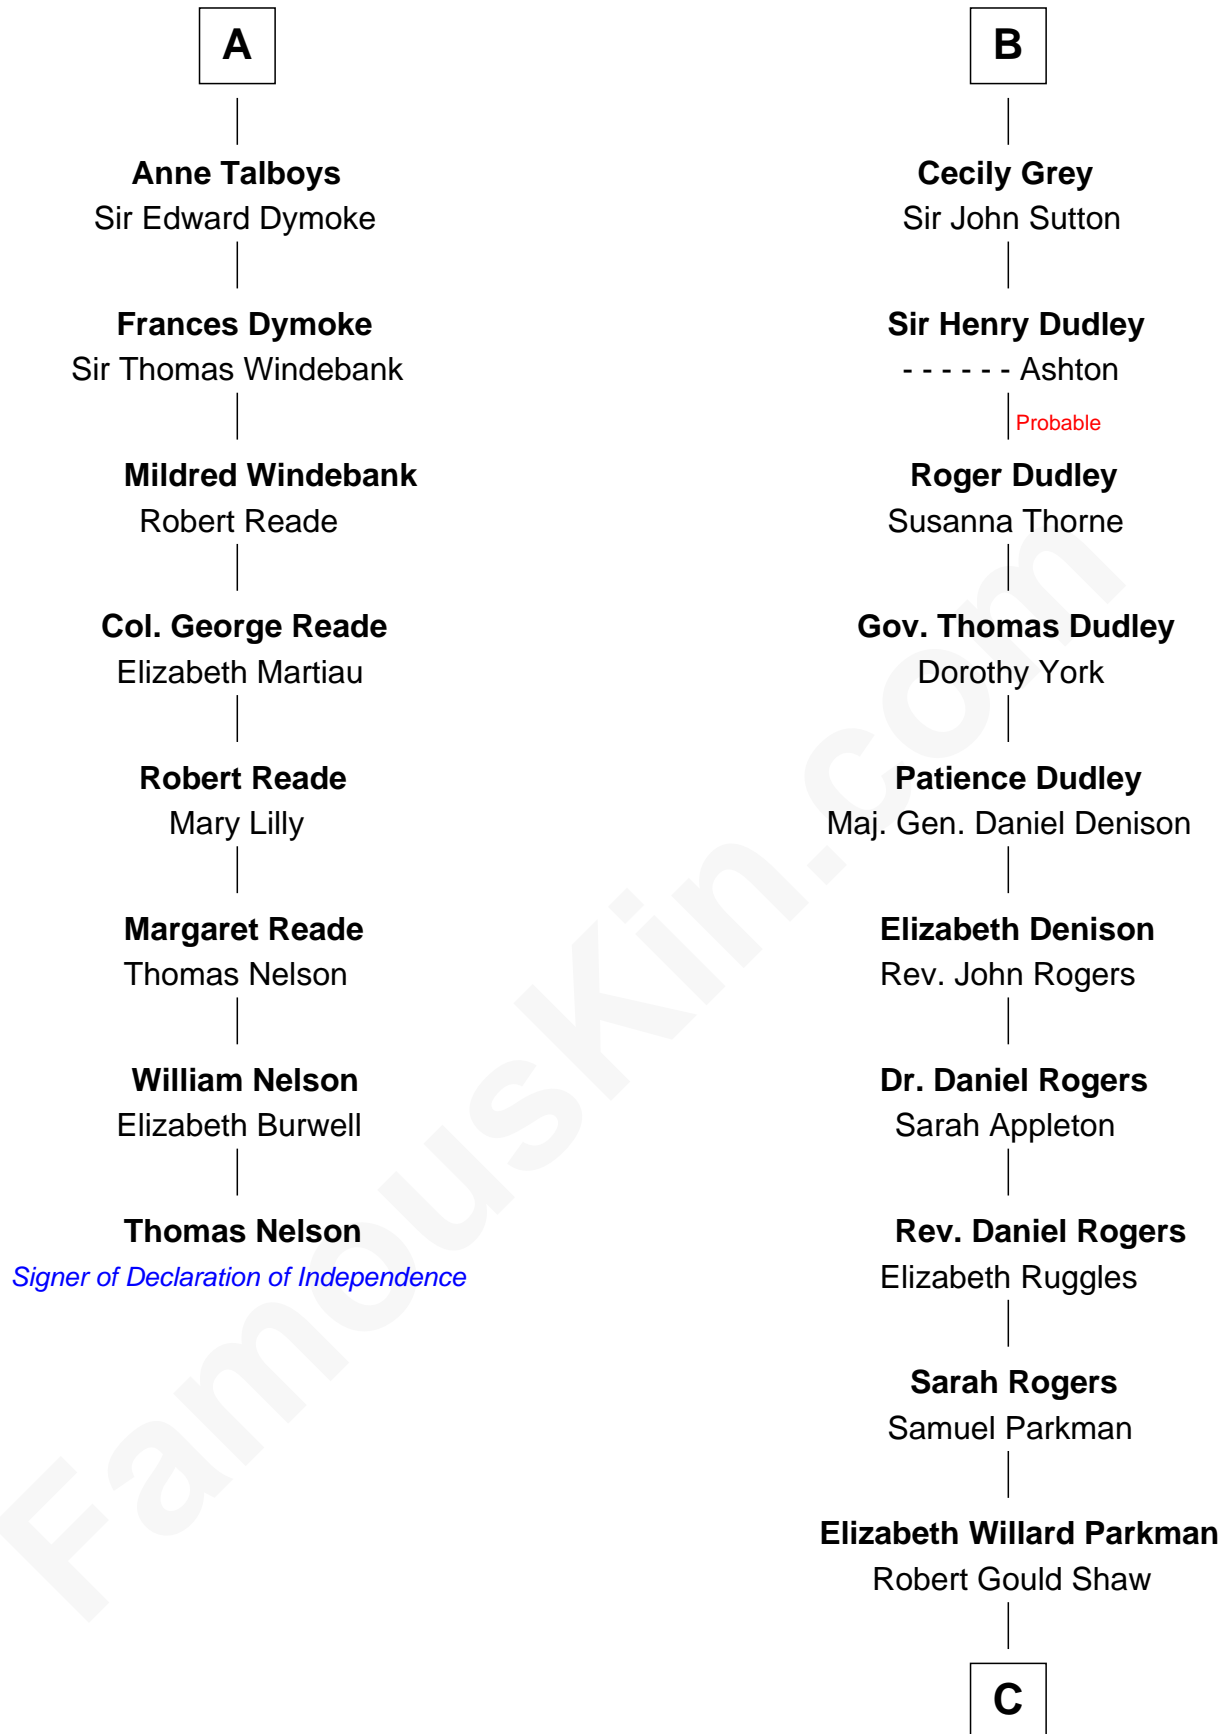 A
Anne Talboys
Sir Edward Dymoke
Frances Dymoke
Sir Thomas Windebank
Mildred Windebank
Robert Reade
Col. George Reade
Elizabeth Martiau
Robert Reade
Mary Lilly
Margaret Reade
Thomas Nelson
William Nelson
Elizabeth Burwell
Thomas Nelson
Signer of Declaration of Independence
B
Cecily Grey
Sir John Sutton
Sir Henry Dudley
- - - - - - Ashton
Probable
Roger Dudley
Susanna Thorne
Gov. Thomas Dudley
Dorothy York
Patience Dudley
Maj. Gen. Daniel Denison
Elizabeth Denison
Rev. John Rogers
Dr. Daniel Rogers
Sarah Appleton
Rev. Daniel Rogers
Elizabeth Ruggles
Sarah Rogers
Samuel Parkman
Elizabeth Willard Parkman
Robert Gould Shaw
C
FamousKin.com